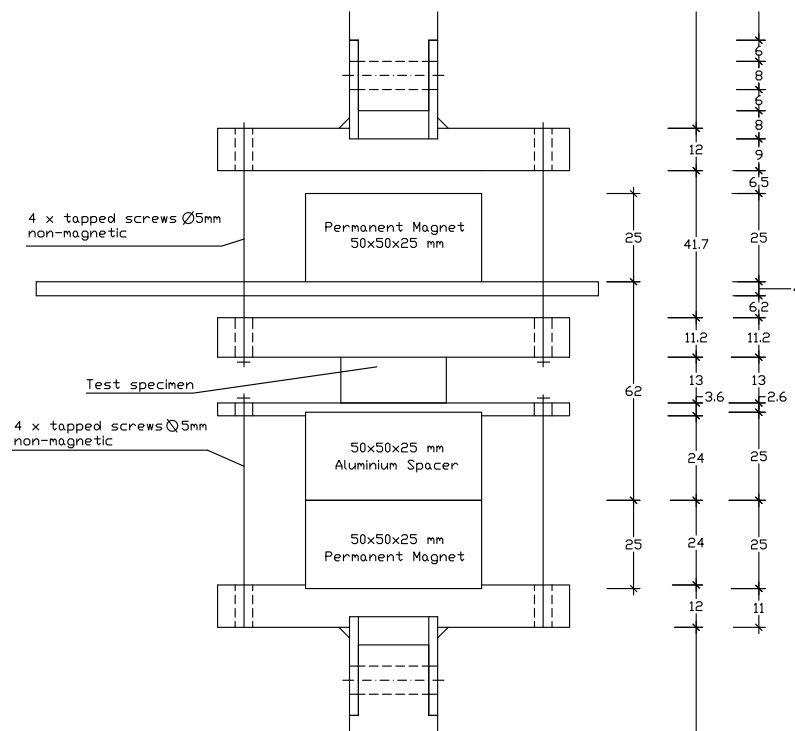 6
8
6
8
12
9
6.5
4 x tapped screws Ø5mm
non-magnetic
Permanent Magnet
50x50x25 mm
25
41.7
25
4
6.2
11.2
11.2
Test specimen
13
13
62
3.6
2.6
4 x tapped screws Ø5mm
non-magnetic
50x50x25 mm
Aluminium Spacer
24
25
50x50x25 mm
Permanent Magnet
25
24
25
12
11